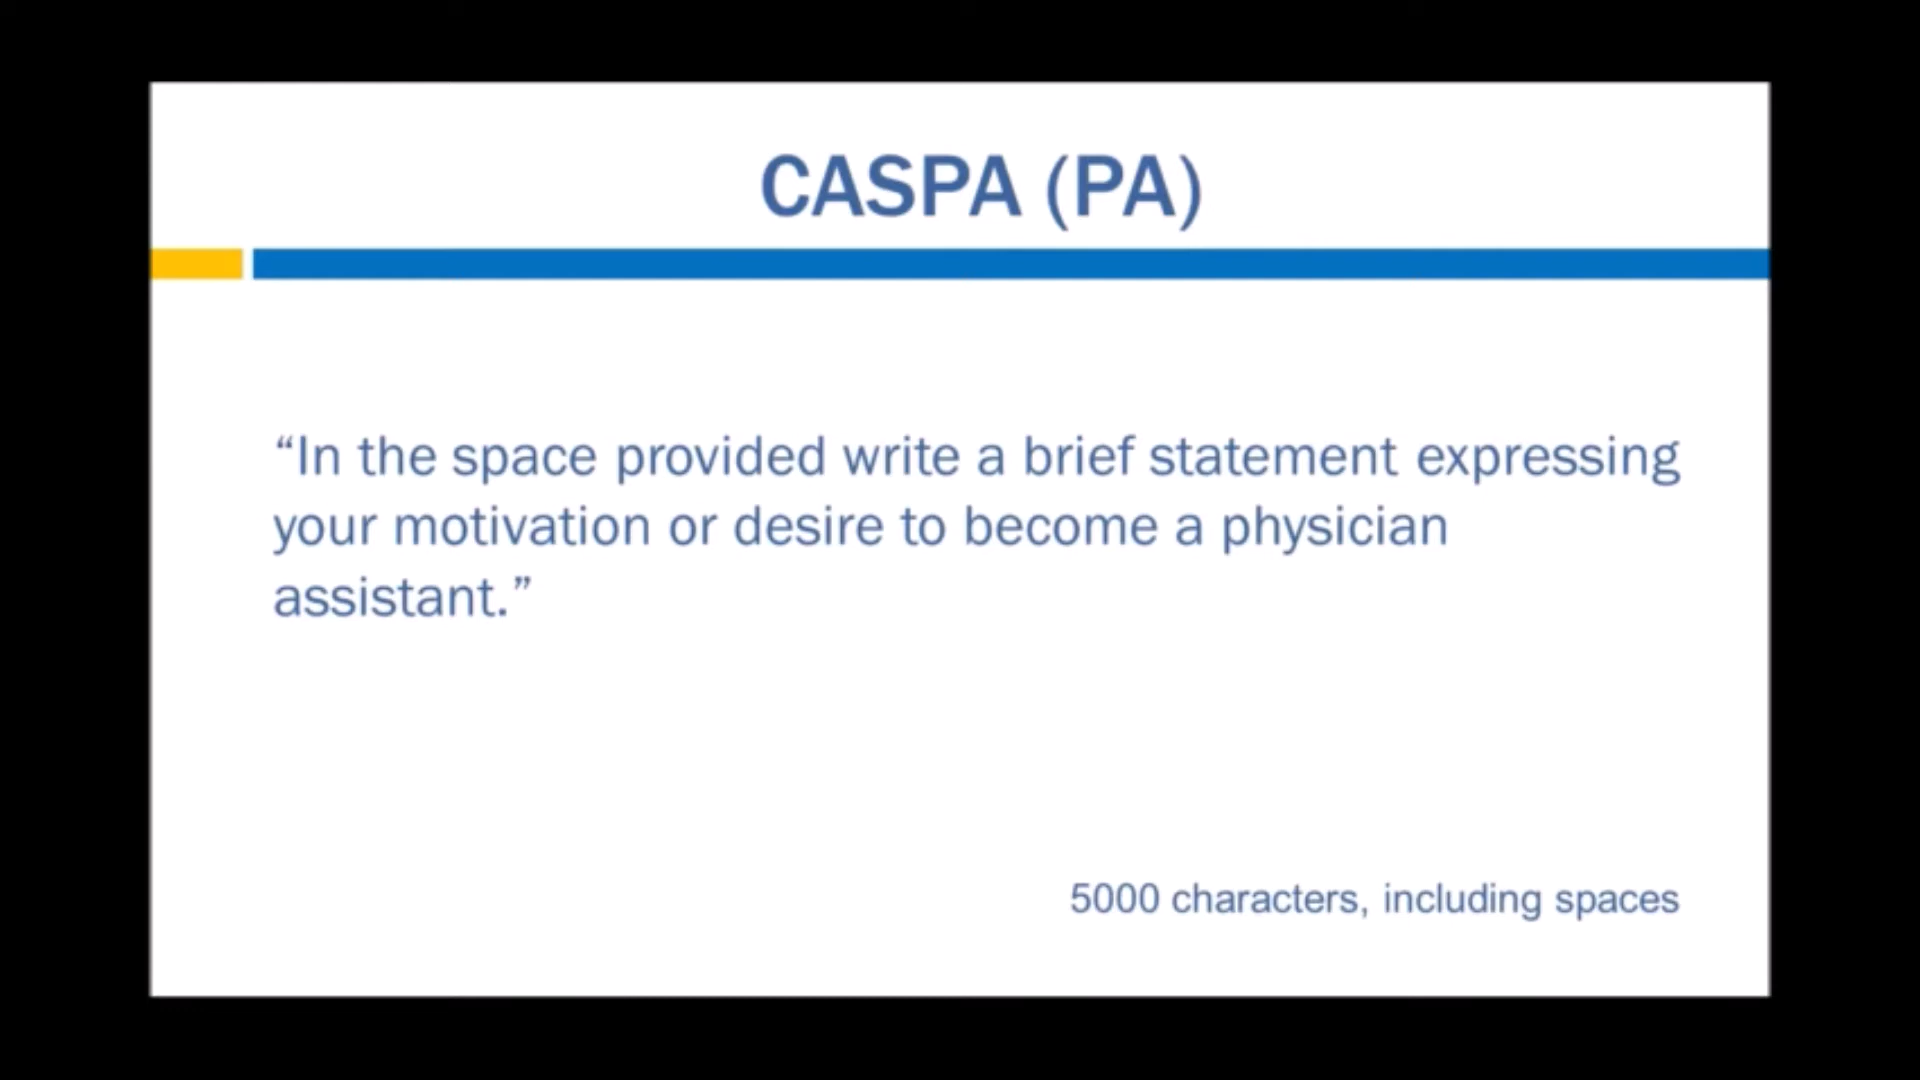 CASPA (PA)
“In the space provided write a brief statement expressing
your motivation or desire to become a physician
assistant.”
5000 characters, including spaces